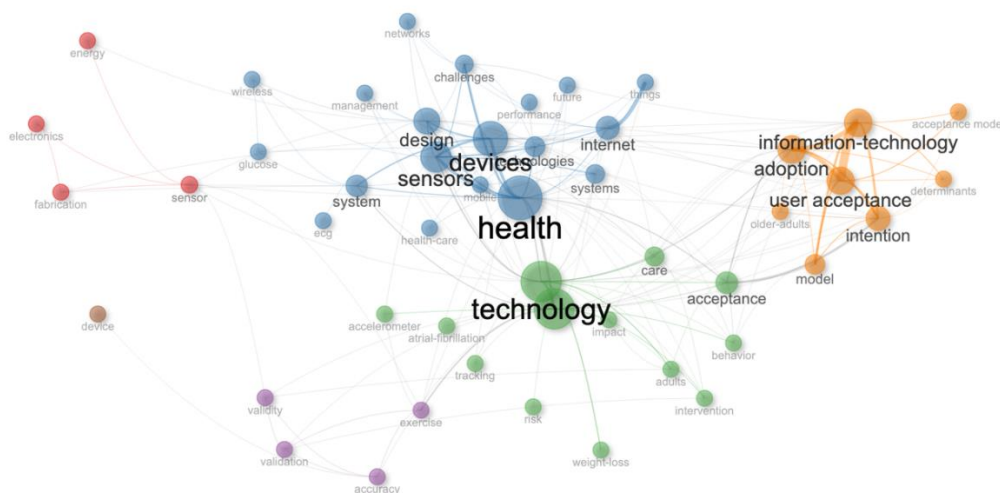 networks
energy
challenges
wireless
management
future
things
performance
electronics
design
devices
technologies
internet
information-technology
acceptance mode
glucose
adoption
sensors
systems
determinants
fabrication
sensor
system
mobile
user acceptance
ecg
health-care
health
older-adults
intention
care
model
acceptance
technology
device
accelerometer
atrial-fibrillation
impact
behavior
tracking
adults
validity
exercise
risk
intervention
validation
weight-loss
accuracy